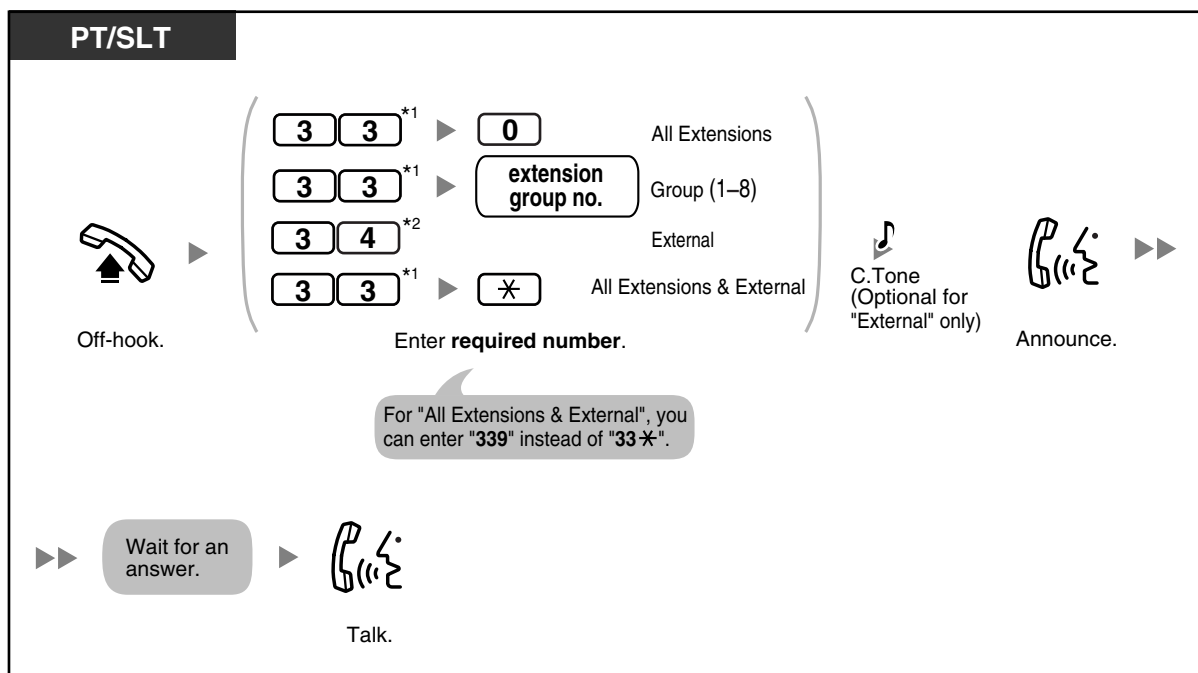 PT/SLT
3 3 *1 0 All Extensions
3 3 *1 extension group no. Group (1–8)
3 4 *2 External
3 3 *1 ✳ All Extensions & External
Off-hook.
Enter required number.
For "All Extensions & External", you
can enter "339" instead of "33✳".
C.Tone
(Optional for
"External" only)
Announce.
Wait for an
answer.
Talk.